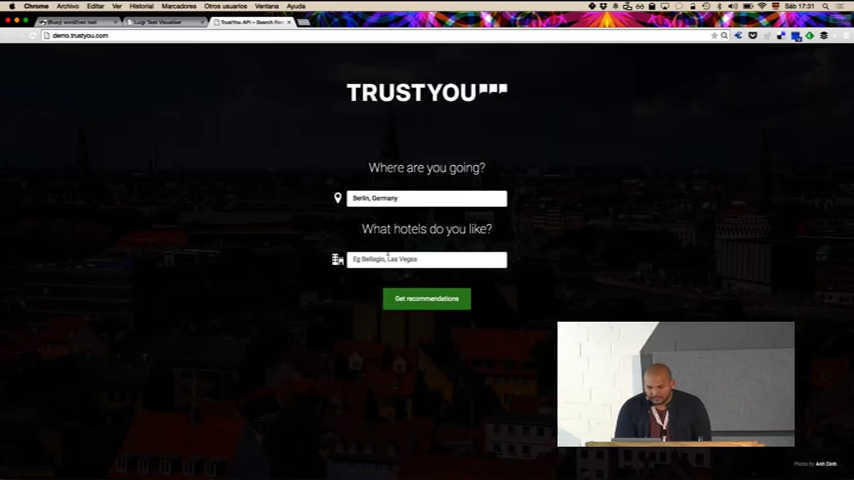 Chrome Archivo Editar Ver Historial Marcadores Otros usuarios Ventana Ayuda
Sáb 17:31
word2vec test
Luigi Task Visualiser
TrustYou API – Search Re
demo.trustyou.com
TRUSTYOU
Where are you going?
Berlin, Germany
What hotels do you like?
Eg Bellagio, Las Vegas
Get recommendations
Photo by Anh Dinh